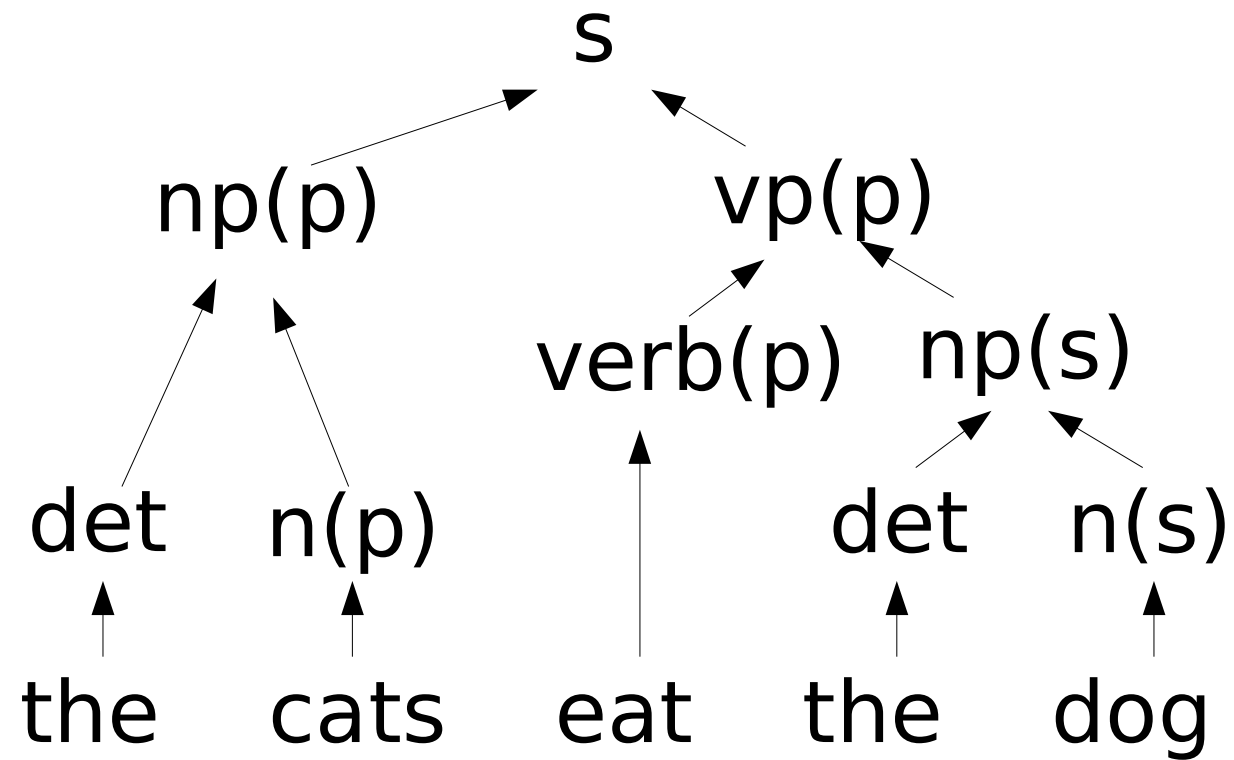 s
np(p) vp(p)
verb(p) np(s)
det n(p) det n(s)
the cats eat the dog